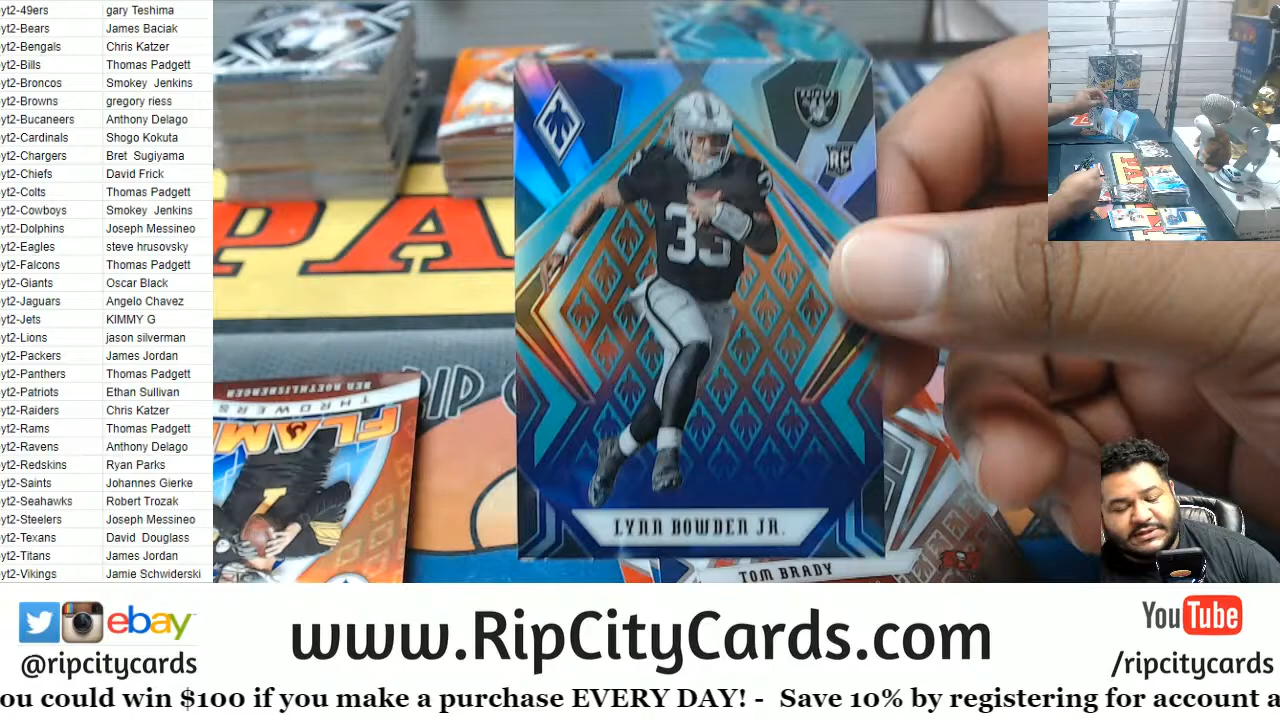 yt2-49ers gary Teshima
yt2-Bears James Baciak
yt2-Bengals Chris Katzer
yt2-Bills Thomas Padgett
yt2-Broncos Smokey Jenkins
yt2-Browns gregory riess
yt2-Bucaneers Anthony Delago
yt2-Cardinals Shogo Kokuta
yt2-Chargers Bret Sugiyama
yt2-Chiefs David Frick
yt2-Colts Thomas Padgett
yt2-Cowboys Smokey Jenkins
yt2-Dolphins Joseph Messineo
yt2-Eagles steve hrusovsky
yt2-Falcons Thomas Padgett
yt2-Giants Oscar Black
yt2-Jaguars Angelo Chavez
yt2-Jets KIMMY G
yt2-Lions jason silverman
yt2-Packers James Jordan
yt2-Panthers Thomas Padgett
yt2-Patriots Ethan Sullivan
yt2-Raiders Chris Katzer
yt2-Rams Thomas Padgett
yt2-Ravens Anthony Delago
yt2-Redskins Ryan Parks
yt2-Saints Johannes Gierke
yt2-Seahawks Robert Trozak
yt2-Steelers Joseph Messineo
yt2-Texans David Douglass
yt2-Titans James Jordan
yt2-Vikings Jamie Schwiderski
RAIDERS
RC
33
LYNN BOWDEN JR.
TOM BRADY
PA
RIP C
BEN ROETHLISBERGER
THROWERS
FLAM
ebay
@ripcitycards
www.RipCityCards.com
YouTube
/ripcitycards
ou could win $100 if you make a purchase EVERY DAY! - Save 10% by registering for account a